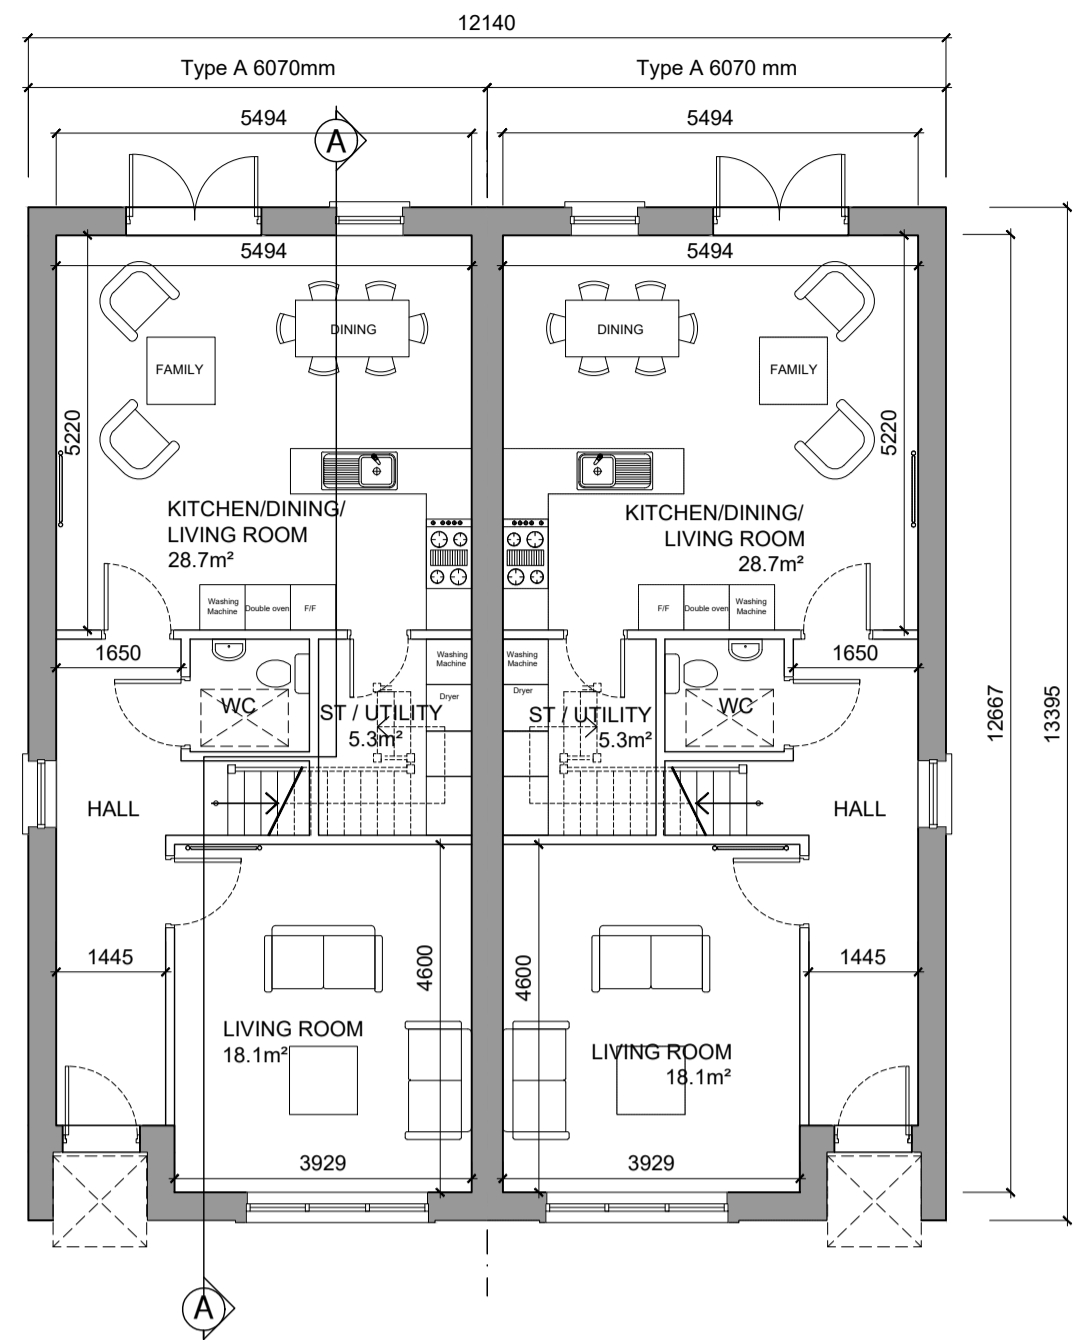 12140
Type A 6070mm
Type A 6070 mm
5494
5494
A
5494
5494
DINING
DINING
FAMILY
FAMILY
5220
5220
KITCHEN/DINING/
LIVING ROOM
28.7m²
KITCHEN/DINING/
LIVING ROOM
28.7m²
Washing
Machine
Double oven
F/F
F/F
Double oven
Washing
Machine
1650
Washing
Machine
Dryer
Washing
Machine
Dryer
1650
WC
ST / UTILITY
5.3m²
ST / UTILITY
5.3m²
WC
12667
13395
HALL
HALL
1445
4600
4600
1445
LIVING ROOM
18.1m²
LIVING ROOM
18.1m²
3929
3929
A